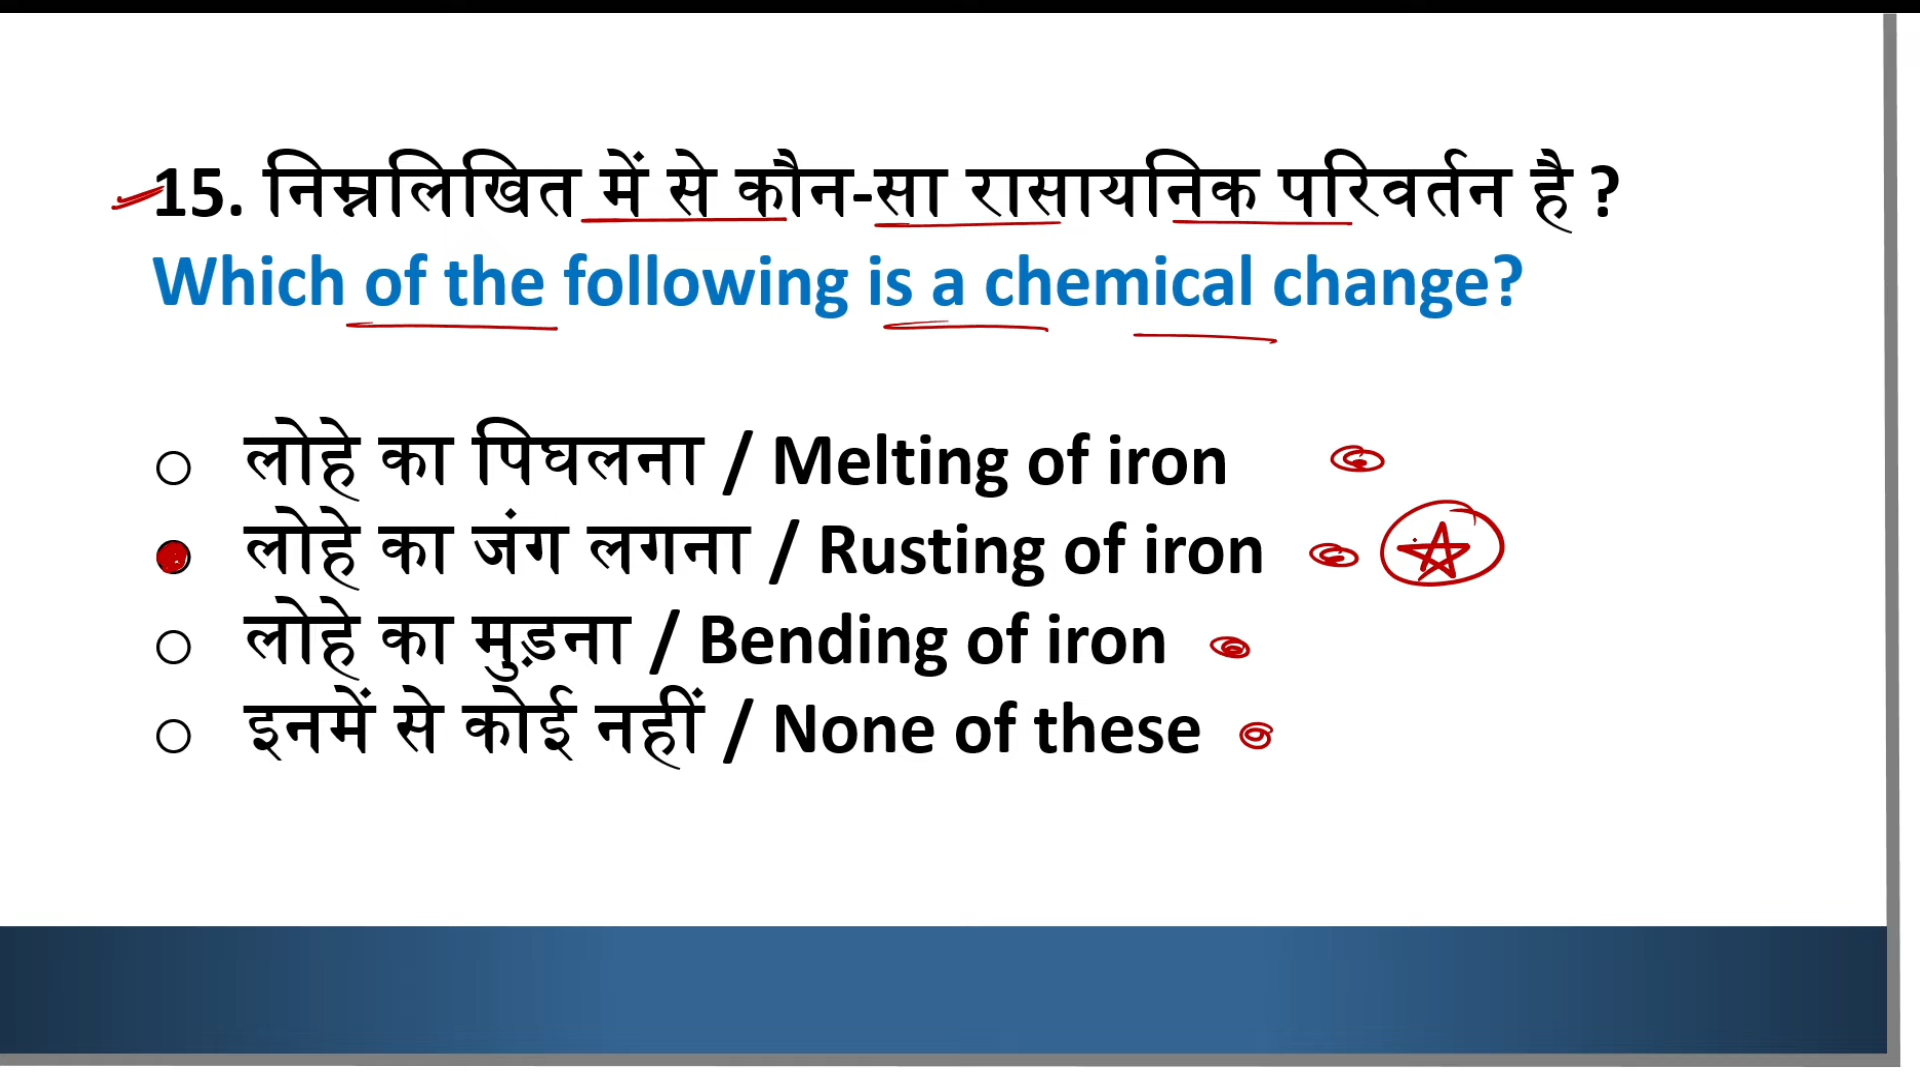 15. निम्नलिखित में से कौन-सा रासायनिक परिवर्तन है ?
Which of the following is a chemical change?
○ लोहे का पिघलना / Melting of iron
○ लोहे का जंग लगना / Rusting of iron
○ लोहे का मुड़ना / Bending of iron
○ इनमें से कोई नहीं / None of these